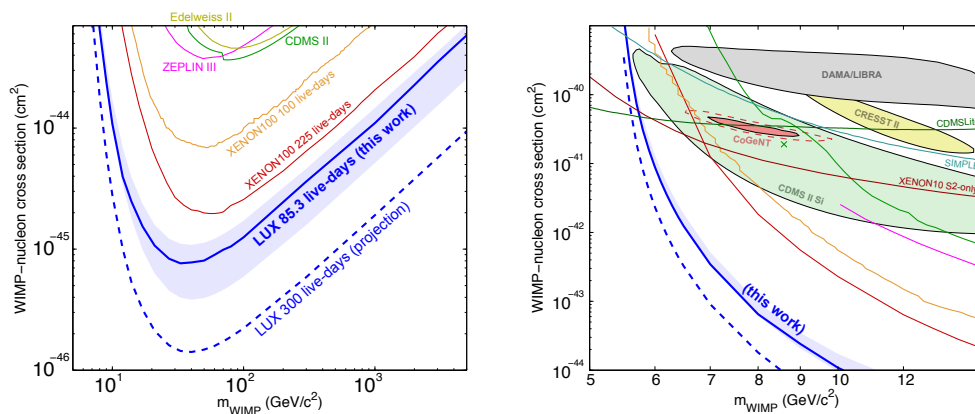 Edelweiss II
CDMS II
ZEPLIN III
XENON100 100 live-days
XENON100 225 live-days
LUX 85.3 live-days (this work)
LUX 300 live-days (projection)
WIMP−nucleon cross section (cm²)
10⁻⁴⁴
10⁻⁴⁵
10⁻⁴⁶
10¹
10²
10³
m_WIMP (GeV/c²)
DAMA/LIBRA
CRESST II
CDMSLite
CoGeNT
SIMPLE
XENON10 S2-only
CDMS II Si
(this work)
WIMP−nucleon cross section (cm²)
10⁻⁴⁰
10⁻⁴¹
10⁻⁴²
10⁻⁴³
10⁻⁴⁴
5
6
7
8
9
10
12
m_WIMP (GeV/c²)